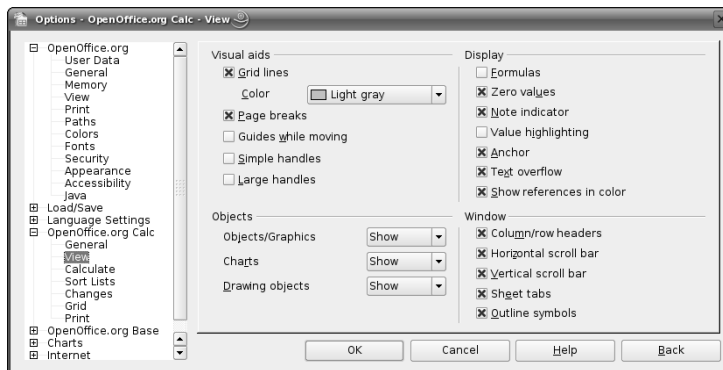 Options - OpenOffice.org Calc - View
OpenOffice.org
User Data
General
Memory
View
Print
Paths
Colors
Fonts
Security
Appearance
Accessibility
Java
Load/Save
Language Settings
OpenOffice.org Calc
General
View
Calculate
Sort Lists
Changes
Grid
Print
OpenOffice.org Base
Charts
Internet
Visual aids
Grid lines
Color Light gray
Page breaks
Guides while moving
Simple handles
Large handles
Display
Formulas
Zero values
Note indicator
Value highlighting
Anchor
Text overflow
Show references in color
Objects
Objects/Graphics Show
Charts Show
Drawing objects Show
Window
Column/row headers
Horizontal scroll bar
Vertical scroll bar
Sheet tabs
Outline symbols
OK Cancel Help Back